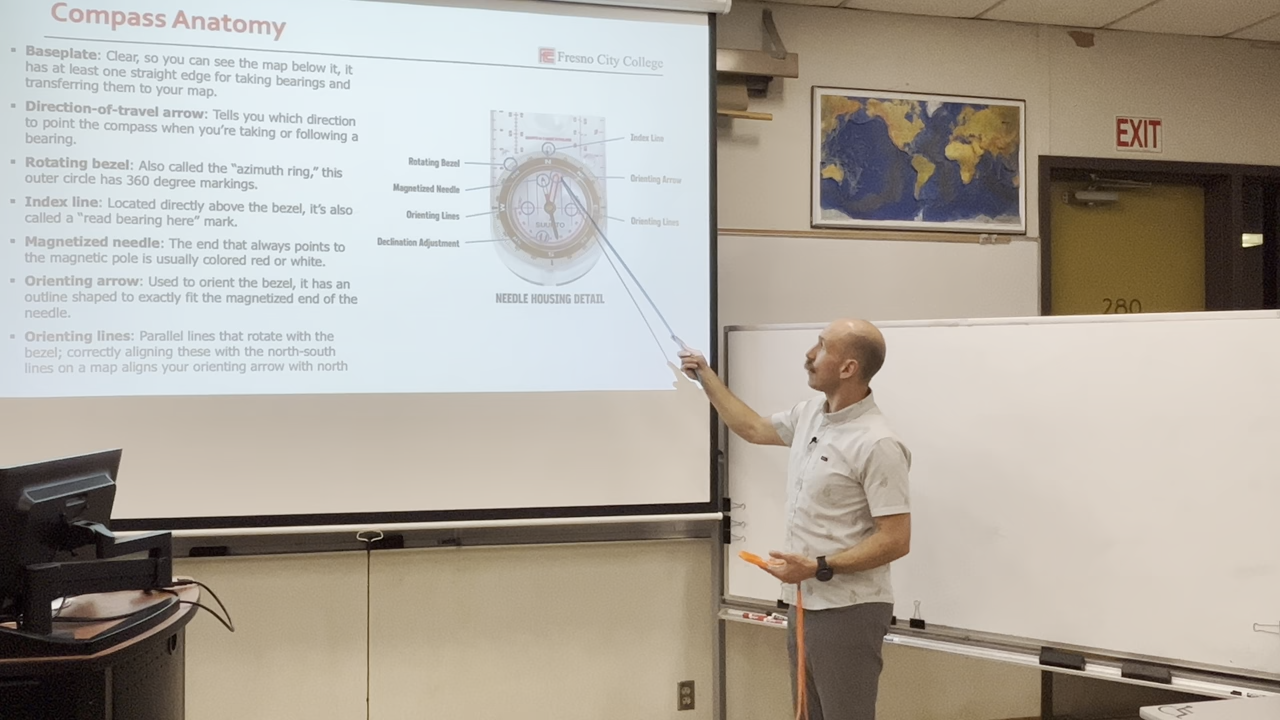 Compass Anatomy
Fresno City College
▪ Baseplate: Clear, so you can see the map below it, it
has at least one straight edge for taking bearings and
transferring them to your map.
▪ Direction-of-travel arrow: Tells you which direction
to point the compass when you're taking or following a
bearing.
▪ Rotating bezel: Also called the “azimuth ring,” this
outer circle has 360 degree markings.
▪ Index line: Located directly above the bezel, it's also
called a “read bearing here” mark.
▪ Magnetized needle: The end that always points to
the magnetic pole is usually colored red or white.
▪ Orienting arrow: Used to orient the bezel, it has an
outline shaped to exactly fit the magnetized end of the
needle.
▪ Orienting lines: Parallel lines that rotate with the
bezel; correctly aligning these with the north-south
lines on a map aligns your orienting arrow with north
Index Line
Rotating Bezel
Orienting Arrow
Magnetized Needle
Orienting Lines
Orienting Lines
Declination Adjustment
SUUNTO
NEEDLE HOUSING DETAIL
EXIT
280